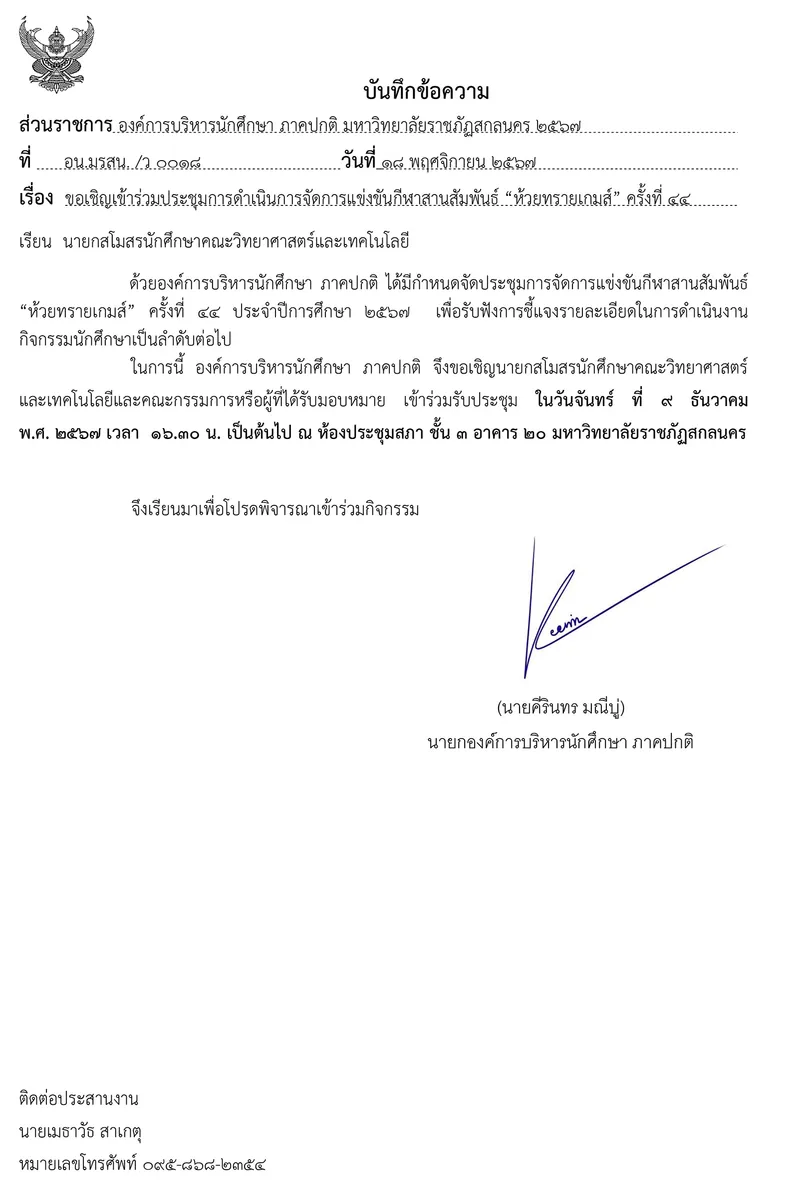 บันทึกข้อความ
ส่วนราชการ องค์การบริหารนักศึกษา ภาคปกติ มหาวิทยาลัยราชภัฏสกลนคร ๒๕๖๗
ที่ อน.มรสน. /ว ๐๐๑๘ วันที่ ๑๘ พฤศจิกายน ๒๕๖๗
เรื่อง ขอเชิญเข้าร่วมประชุมการดำเนินการจัดการแข่งขันกีฬาสานสัมพันธ์ “ห้วยทรายเกมส์” ครั้งที่ ๔๔
เรียน นายกสโมสรนักศึกษาคณะวิทยาศาสตร์และเทคโนโลยี
ด้วยองค์การบริหารนักศึกษา ภาคปกติ ได้มีกำหนดจัดประชุมการจัดการแข่งขันกีฬาสานสัมพันธ์
“ห้วยทรายเกมส์” ครั้งที่ ๔๔ ประจำปีการศึกษา ๒๕๖๗ เพื่อรับฟังการชี้แจงรายละเอียดในการดำเนินงาน
กิจกรรมนักศึกษาเป็นลำดับต่อไป
ในการนี้ องค์การบริหารนักศึกษา ภาคปกติ จึงขอเชิญนายกสโมสรนักศึกษาคณะวิทยาศาสตร์
และเทคโนโลยีและคณะกรรมการหรือผู้ที่ได้รับมอบหมาย เข้าร่วมรับประชุม ในวันจันทร์ ที่ ๙ ธันวาคม
พ.ศ. ๒๕๖๗ เวลา ๑๖.๓๐ น. เป็นต้นไป ณ ห้องประชุมสภา ชั้น ๓ อาคาร ๒๐ มหาวิทยาลัยราชภัฏสกลนคร
จึงเรียนมาเพื่อโปรดพิจารณาเข้าร่วมกิจกรรม
(นายคีรินทร มณีบู่)
นายกองค์การบริหารนักศึกษา ภาคปกติ
ติดต่อประสานงาน
นายเมธาวัธ สาเกตุ
หมายเลขโทรศัพท์ ๐๙๕-๘๖๘-๒๓๕๔